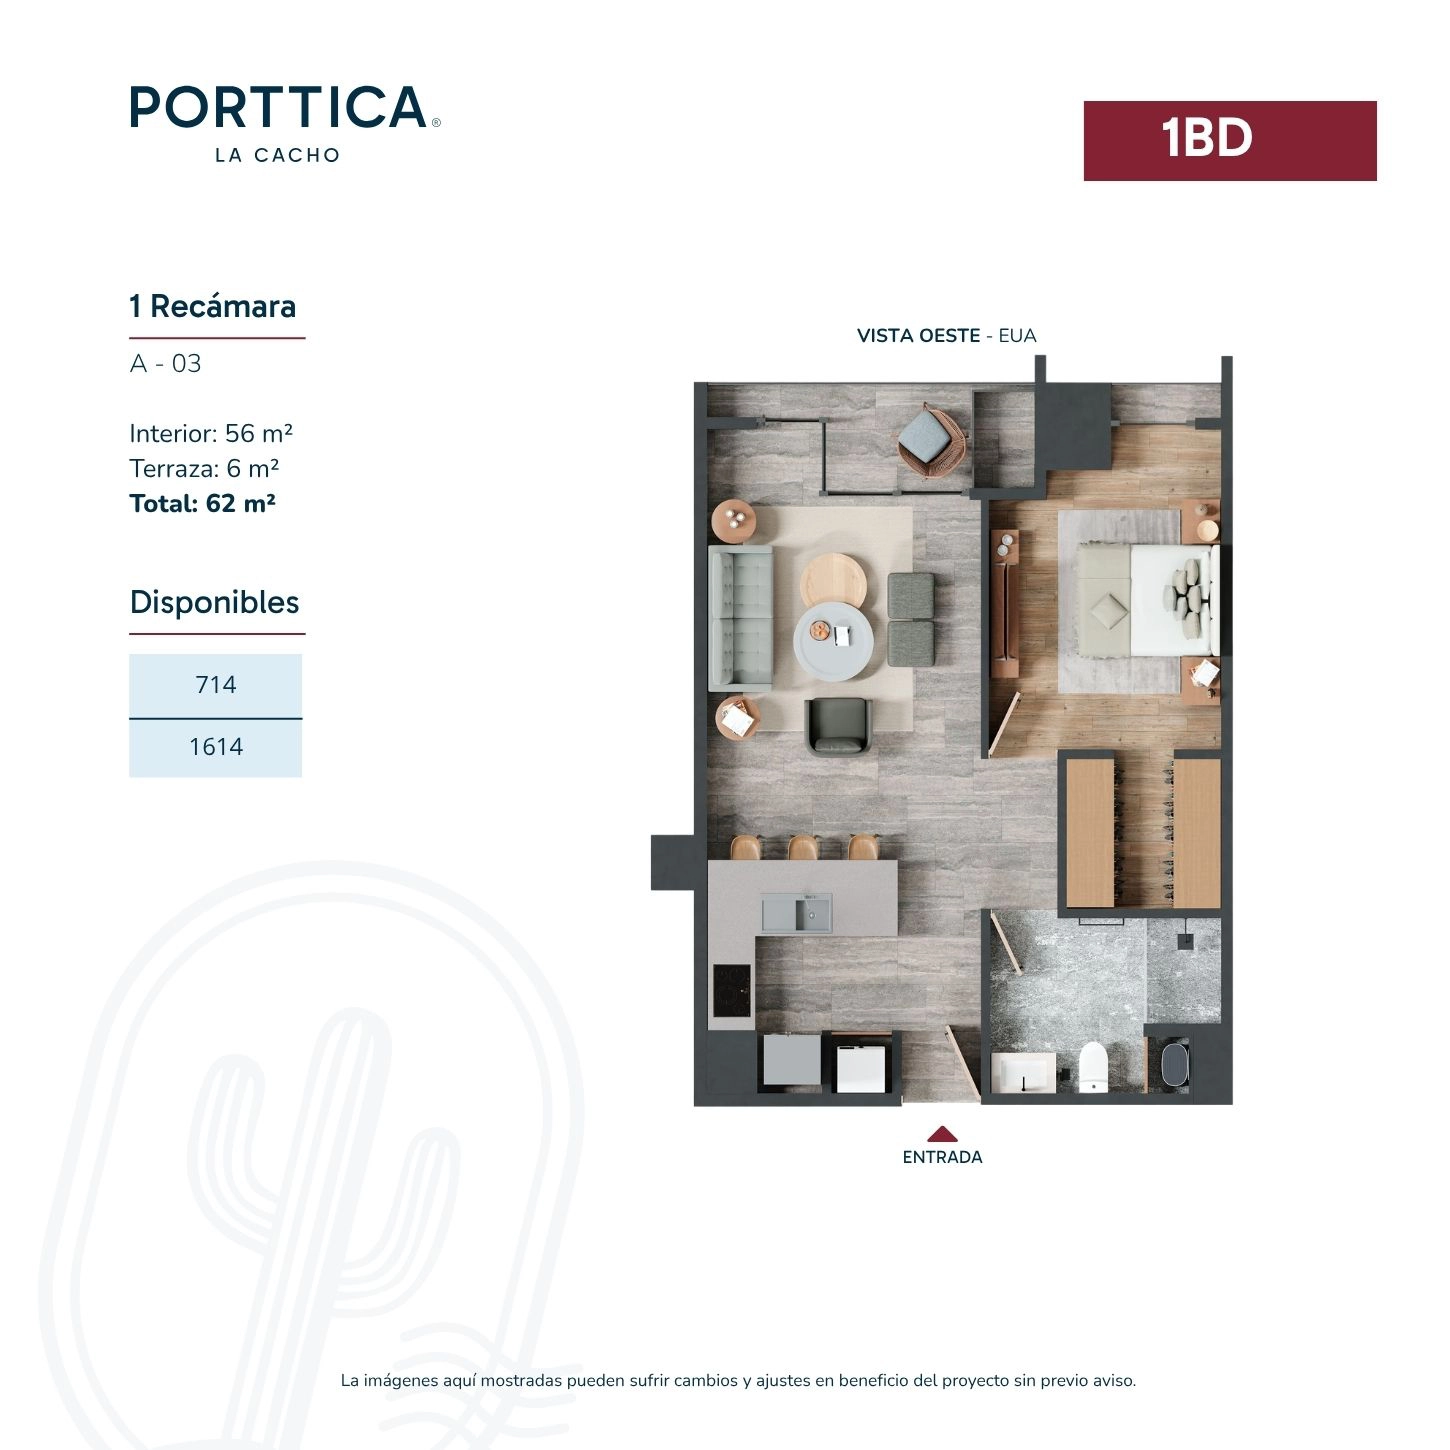 PORTTICA®
LA CACHO
1BD
1 Recámara
A - 03
Interior: 56 m²
Terraza: 6 m²
Total: 62 m²
Disponibles
714
1614
VISTA OESTE - EUA
ENTRADA
La imágenes aquí mostradas pueden sufrir cambios y ajustes en beneficio del proyecto sin previo aviso.